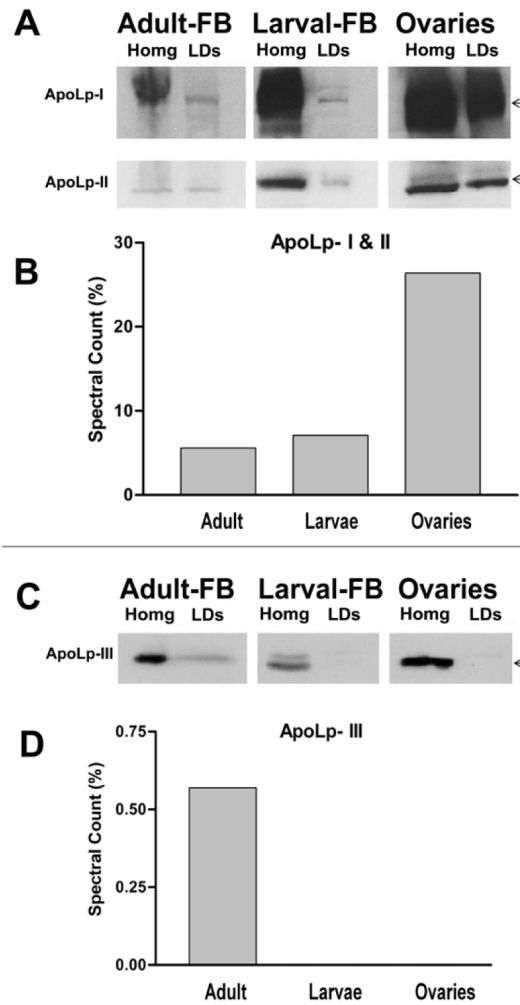 A
Adult-FB Larval-FB Ovaries
Homg LDs Homg LDs Homg LDs
ApoLp-I
ApoLp-II
B
ApoLp- I & II
Spectral Count (%)
30
20
10
0
Adult Larvae Ovaries
C
Adult-FB Larval-FB Ovaries
Homg LDs Homg LDs Homg LDs
ApoLp-III
D
ApoLp- III
Spectral Count (%)
0.75
0.50
0.25
0.00
Adult Larvae Ovaries